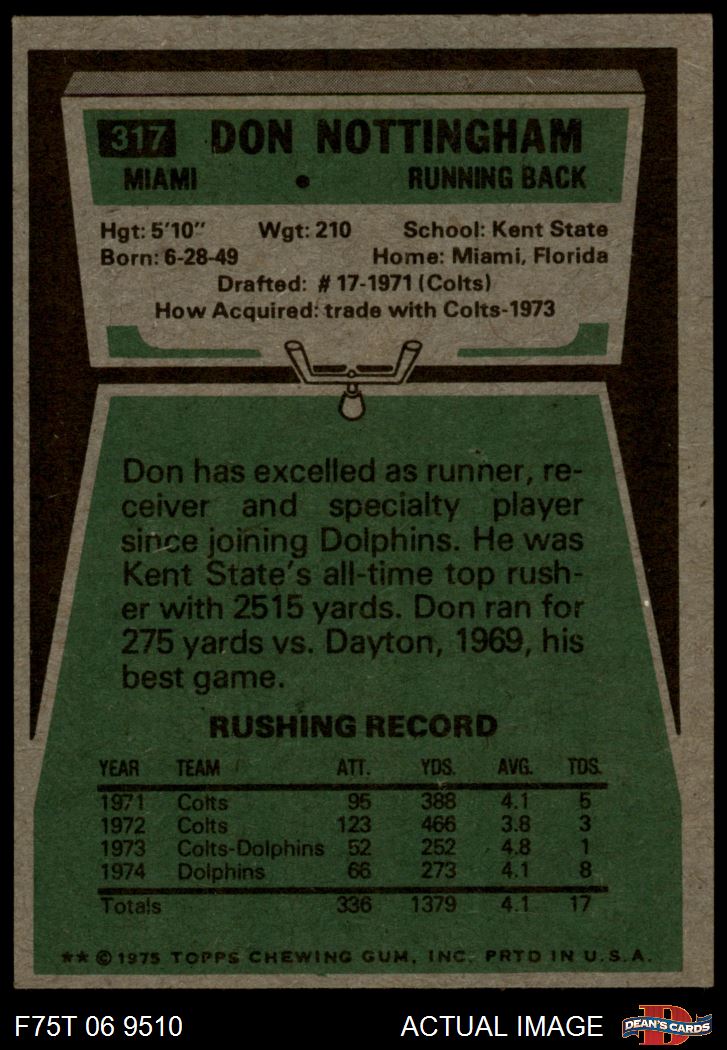 317 DON NOTTINGHAM
MIAMI • RUNNING BACK
Hgt: 5'10" Wgt: 210 School: Kent State
Born: 6-28-49 Home: Miami, Florida
Drafted: # 17-1971 (Colts)
How Acquired: trade with Colts-1973
Don has excelled as runner, re-
ceiver and specialty player
since joining Dolphins. He was
Kent State's all-time top rush-
er with 2515 yards. Don ran for
275 yards vs. Dayton, 1969, his
best game.
RUSHING RECORD
YEAR TEAM ATT. YDS. AVG. TDS.
1971 Colts 95 388 4.1 5
1972 Colts 123 466 3.8 3
1973 Colts-Dolphins 52 252 4.8 1
1974 Dolphins 66 273 4.1 8
Totals 336 1379 4.1 17
** © 1975 TOPPS CHEWING GUM, INC. PRTD IN U.S.A.
F75T 06 9510 ACTUAL IMAGE D DEAN'S CARDS